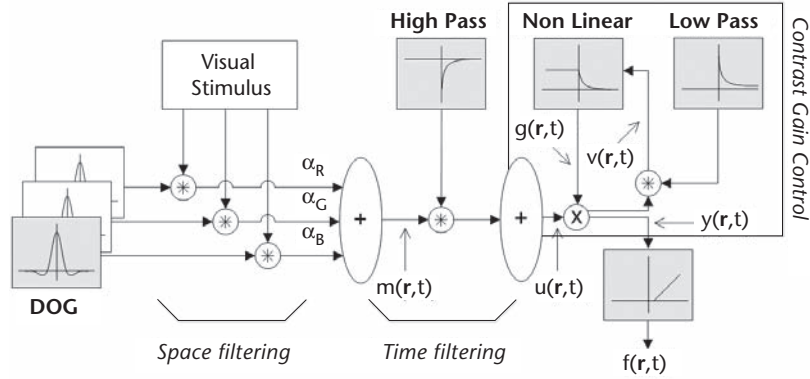 High Pass
Non Linear
Low Pass
Contrast Gain Control
Visual
Stimulus
g(r,t)
v(r,t)
α_R
α_G
α_B
+
+
X
y(r,t)
DOG
m(r,t)
u(r,t)
Space filtering
Time filtering
f(r,t)